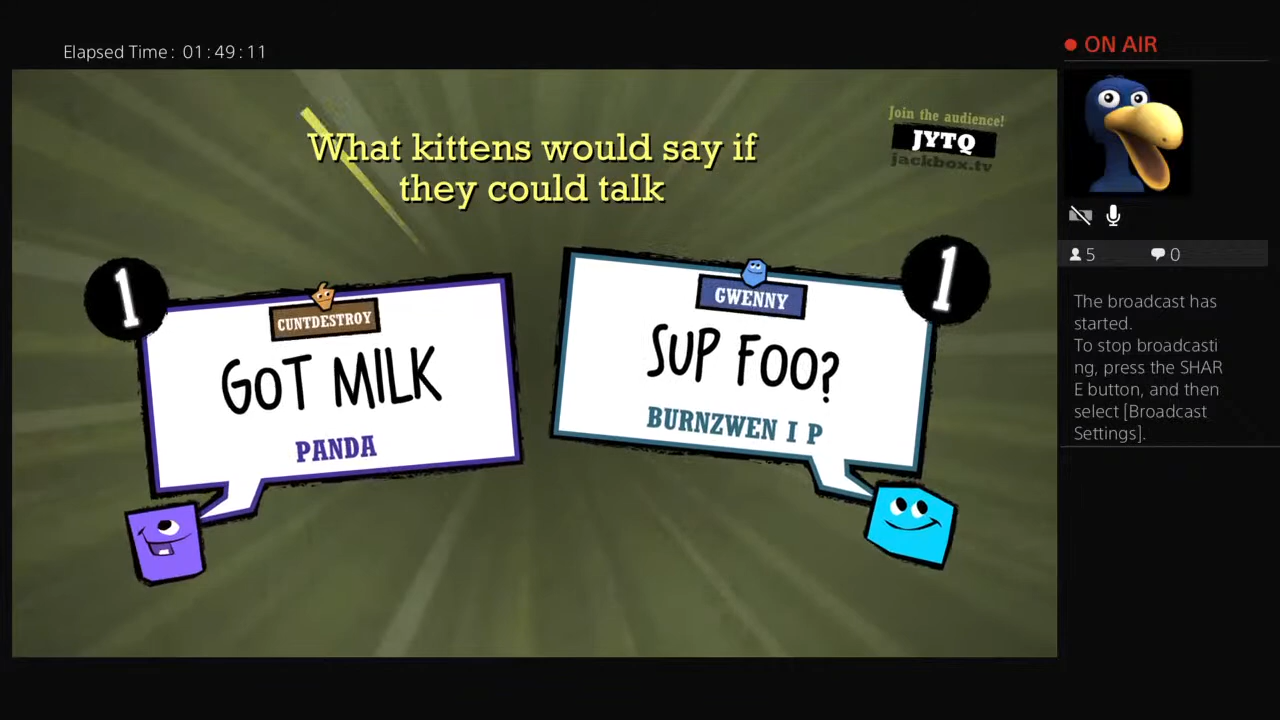 Elapsed Time: 01:49:11
ON AIR
What kittens would say if
they could talk
Join the audience!
JYTQ
jackbox.tv
1
CUNTDESTROY
GOT MILK
PANDA
1
GWENNY
SUP FOO?
BURNZWEN I P
5
0
The broadcast has
started.
To stop broadcasti
ng, press the SHAR
E button, and then
select [Broadcast
Settings].